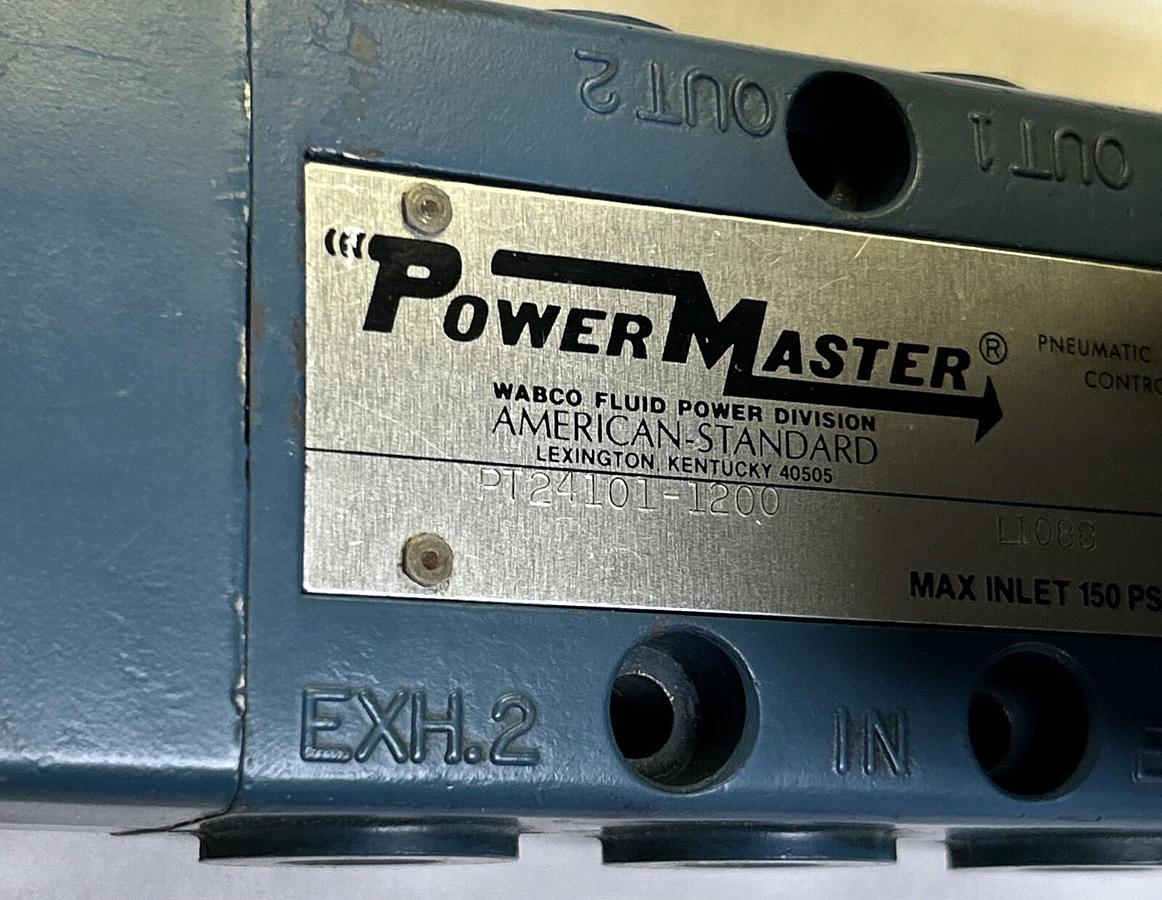 OUT 2
OUT 1
POWERMASTER®
PNEUMATIC
WABCO FLUID POWER DIVISION
AMERICAN-STANDARD
LEXINGTON, KENTUCKY 40505
PT24101-1200
L1088
MAX INLET 150 PS
EXH.2
IN